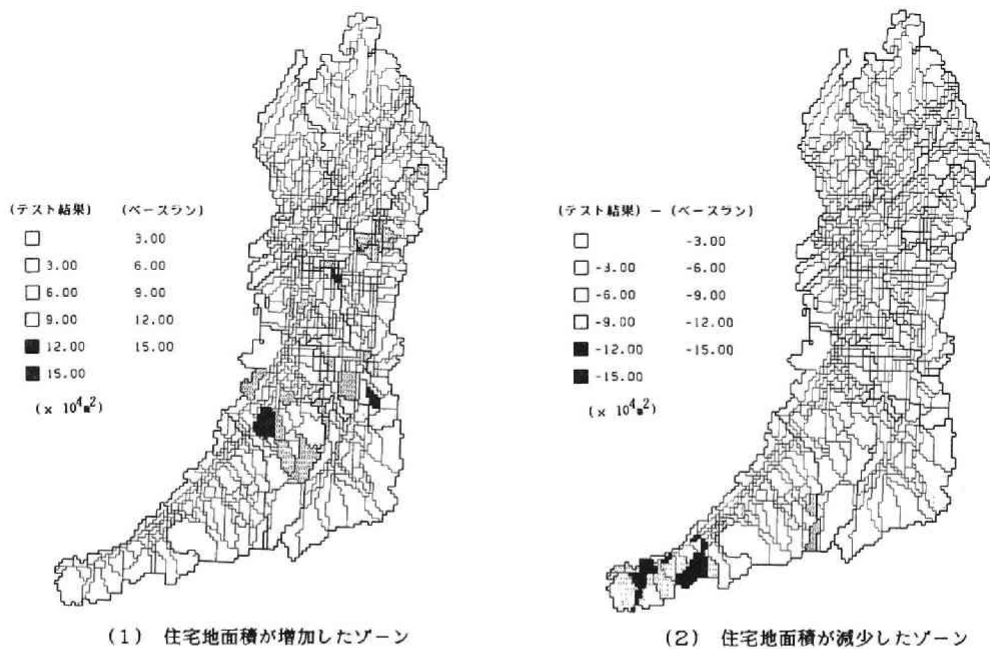 (テスト結果) (ベースラン)
3.00
3.00 6.00
6.00 9.00
9.00 12.00
12.00 15.00
15.00
(× 10⁴m²)
(1) 住宅地面積が増加したゾーン
(テスト結果) − (ベースラン)
-3.00
-3.00 -6.00
-6.00 -9.00
-9.00 -12.00
-12.00 -15.00
-15.00
(× 10⁴m²)
(2) 住宅地面積が減少したゾーン